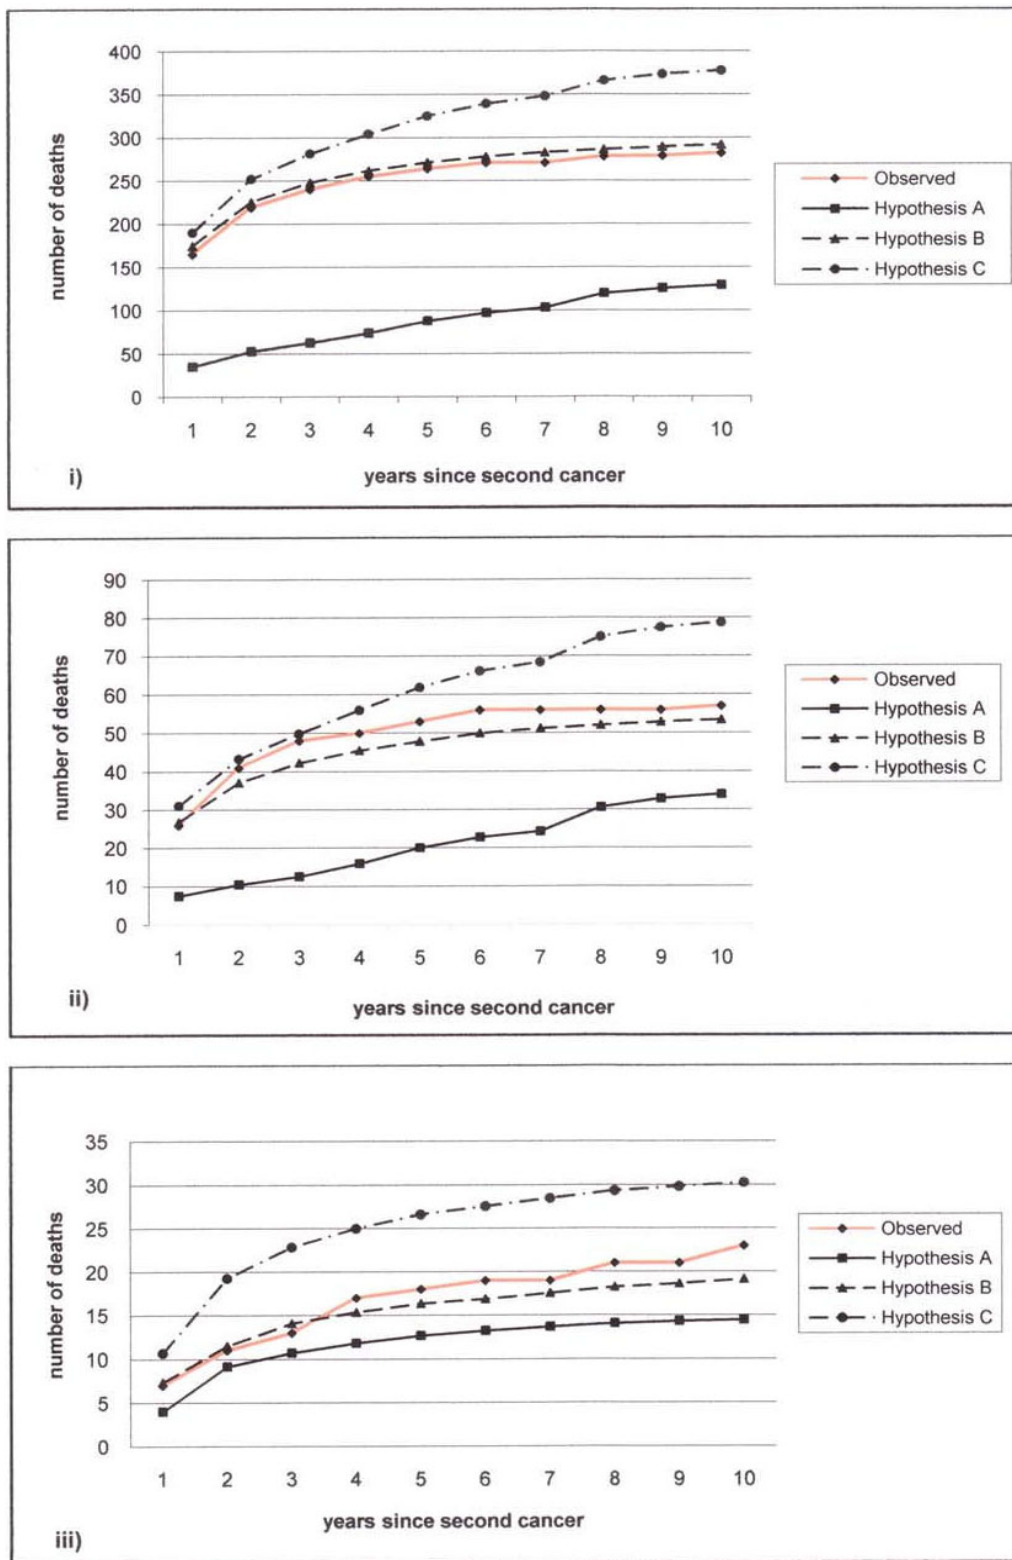 400
350
300
250
200
150
100
50
0
number of deaths
1 2 3 4 5 6 7 8 9 10
years since second cancer
i)
Observed
Hypothesis A
Hypothesis B
Hypothesis C
90
80
70
60
50
40
30
20
10
0
number of deaths
1 2 3 4 5 6 7 8 9 10
years since second cancer
ii)
Observed
Hypothesis A
Hypothesis B
Hypothesis C
35
30
25
20
15
10
5
0
number of deaths
1 2 3 4 5 6 7 8 9 10
years since second cancer
iii)
Observed
Hypothesis A
Hypothesis B
Hypothesis C